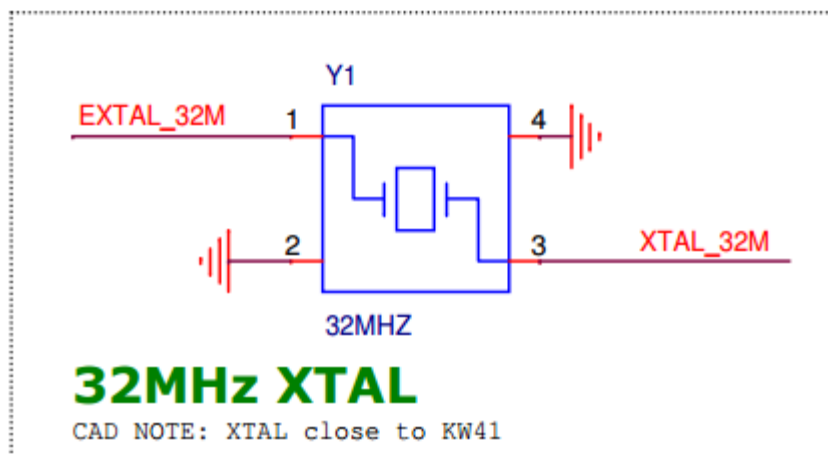 Y1
EXTAL_32M 1 4
2 3 XTAL_32M
32MHZ
32MHz XTAL
CAD NOTE: XTAL close to KW41